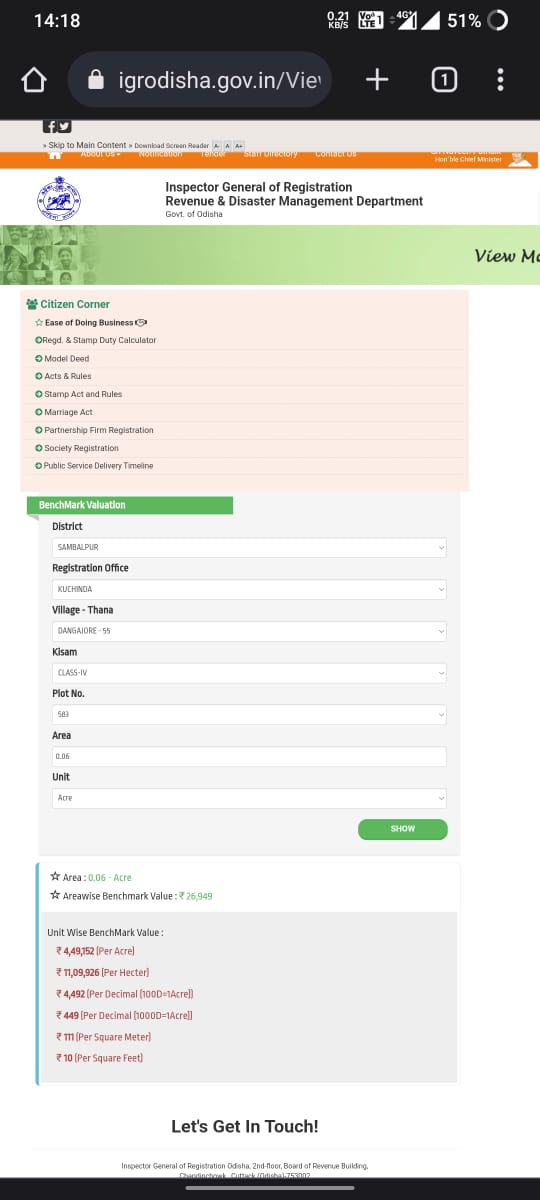 14:18
0.21 KB/S Vo 1 LTE 4G+ 51%
igrodisha.gov.in/Vie
1
» Skip to Main Content » Download Screen Reader A- A A+
About Us Notification Tender Staff Directory Contact Us
Hon'ble Chief Minister
Inspector General of Registration
Revenue & Disaster Management Department
Govt. of Odisha
View Mo
Citizen Corner
Ease of Doing Business
Regd. & Stamp Duty Calculator
Model Deed
Acts & Rules
Stamp Act and Rules
Marriage Act
Partnership Firm Registration
Society Registration
Public Service Delivery Timeline
BenchMark Valuation
District
SAMBALPUR
Registration Office
KUCHINDA
Village - Thana
DANGAJORE - 55
Kisam
CLASS-IV
Plot No.
583
Area
0.06
Unit
Acre
SHOW
Area : 0.06 - Acre
Areawise Benchmark Value : ₹ 26,949
Unit Wise BenchMark Value :
₹ 4,49,152 (Per Acre)
₹ 11,09,926 (Per Hecter)
₹ 4,492 (Per Decimal (100D=1Acre))
₹ 449 (Per Decimal (1000D=1Acre))
₹ 111 (Per Square Meter)
₹ 10 (Per Square Feet)
Let's Get In Touch!
Inspector General of Registration Odisha, 2nd-floor, Board of Revenue Building,
Chandinchowk, Cuttack (Odisha)-753002